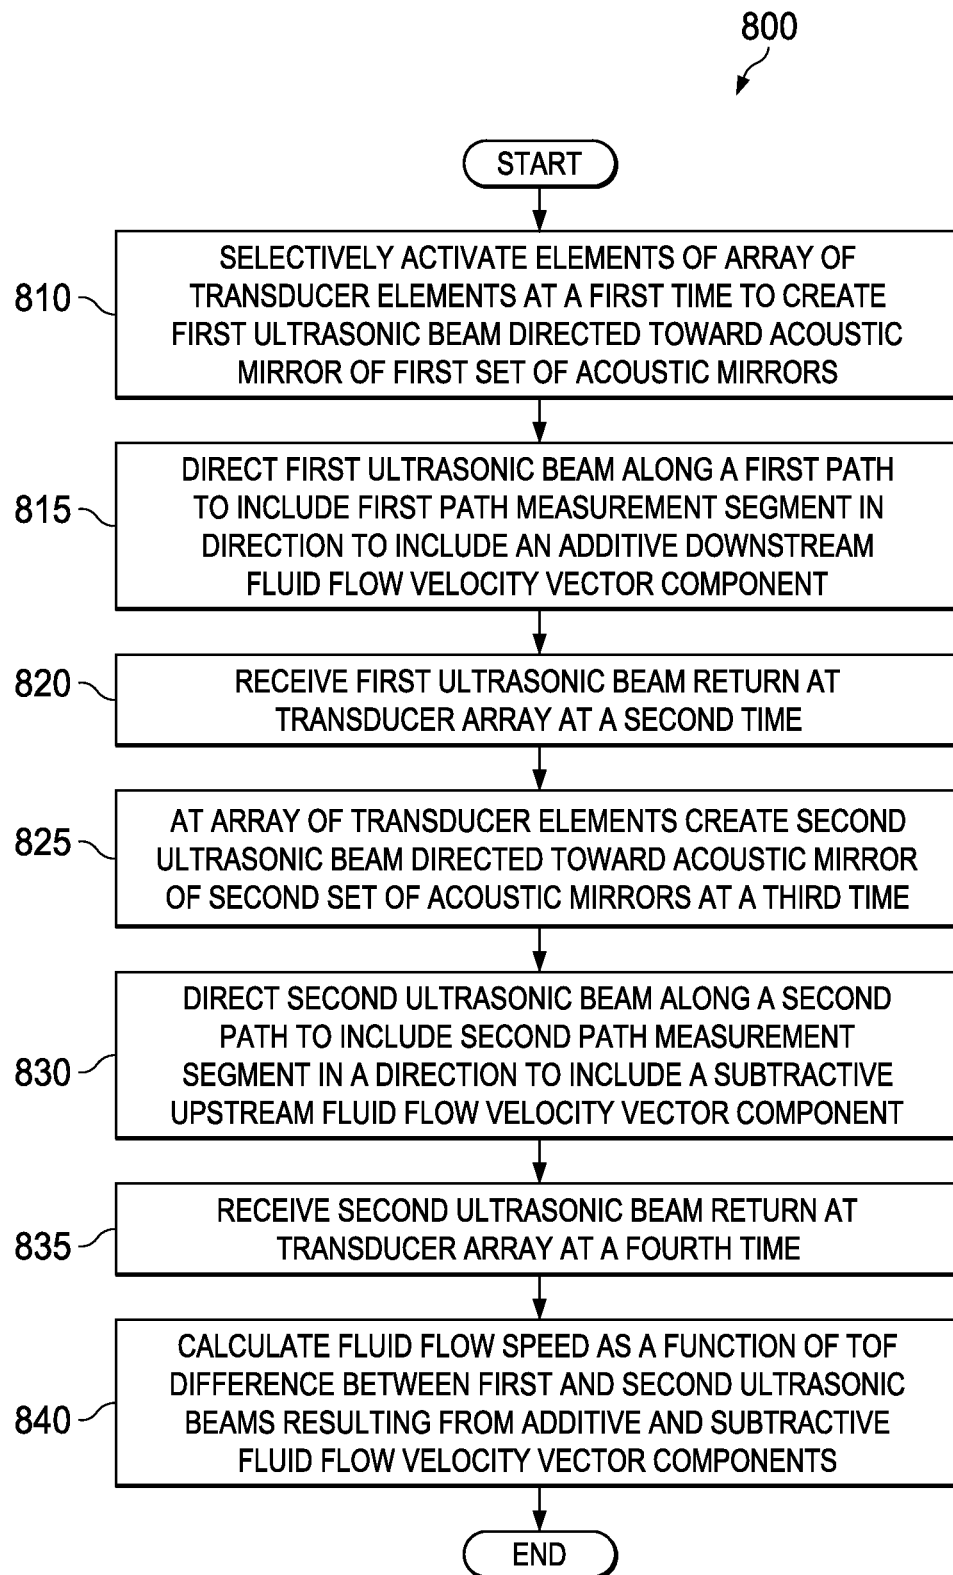 800
START
810
SELECTIVELY ACTIVATE ELEMENTS OF ARRAY OF
TRANSDUCER ELEMENTS AT A FIRST TIME TO CREATE
FIRST ULTRASONIC BEAM DIRECTED TOWARD ACOUSTIC
MIRROR OF FIRST SET OF ACOUSTIC MIRRORS
815
DIRECT FIRST ULTRASONIC BEAM ALONG A FIRST PATH
TO INCLUDE FIRST PATH MEASUREMENT SEGMENT IN
DIRECTION TO INCLUDE AN ADDITIVE DOWNSTREAM
FLUID FLOW VELOCITY VECTOR COMPONENT
820
RECEIVE FIRST ULTRASONIC BEAM RETURN AT
TRANSDUCER ARRAY AT A SECOND TIME
825
AT ARRAY OF TRANSDUCER ELEMENTS CREATE SECOND
ULTRASONIC BEAM DIRECTED TOWARD ACOUSTIC MIRROR
OF SECOND SET OF ACOUSTIC MIRRORS AT A THIRD TIME
830
DIRECT SECOND ULTRASONIC BEAM ALONG A SECOND
PATH TO INCLUDE SECOND PATH MEASUREMENT
SEGMENT IN A DIRECTION TO INCLUDE A SUBTRACTIVE
UPSTREAM FLUID FLOW VELOCITY VECTOR COMPONENT
835
RECEIVE SECOND ULTRASONIC BEAM RETURN AT
TRANSDUCER ARRAY AT A FOURTH TIME
840
CALCULATE FLUID FLOW SPEED AS A FUNCTION OF TOF
DIFFERENCE BETWEEN FIRST AND SECOND ULTRASONIC
BEAMS RESULTING FROM ADDITIVE AND SUBTRACTIVE
FLUID FLOW VELOCITY VECTOR COMPONENTS
END